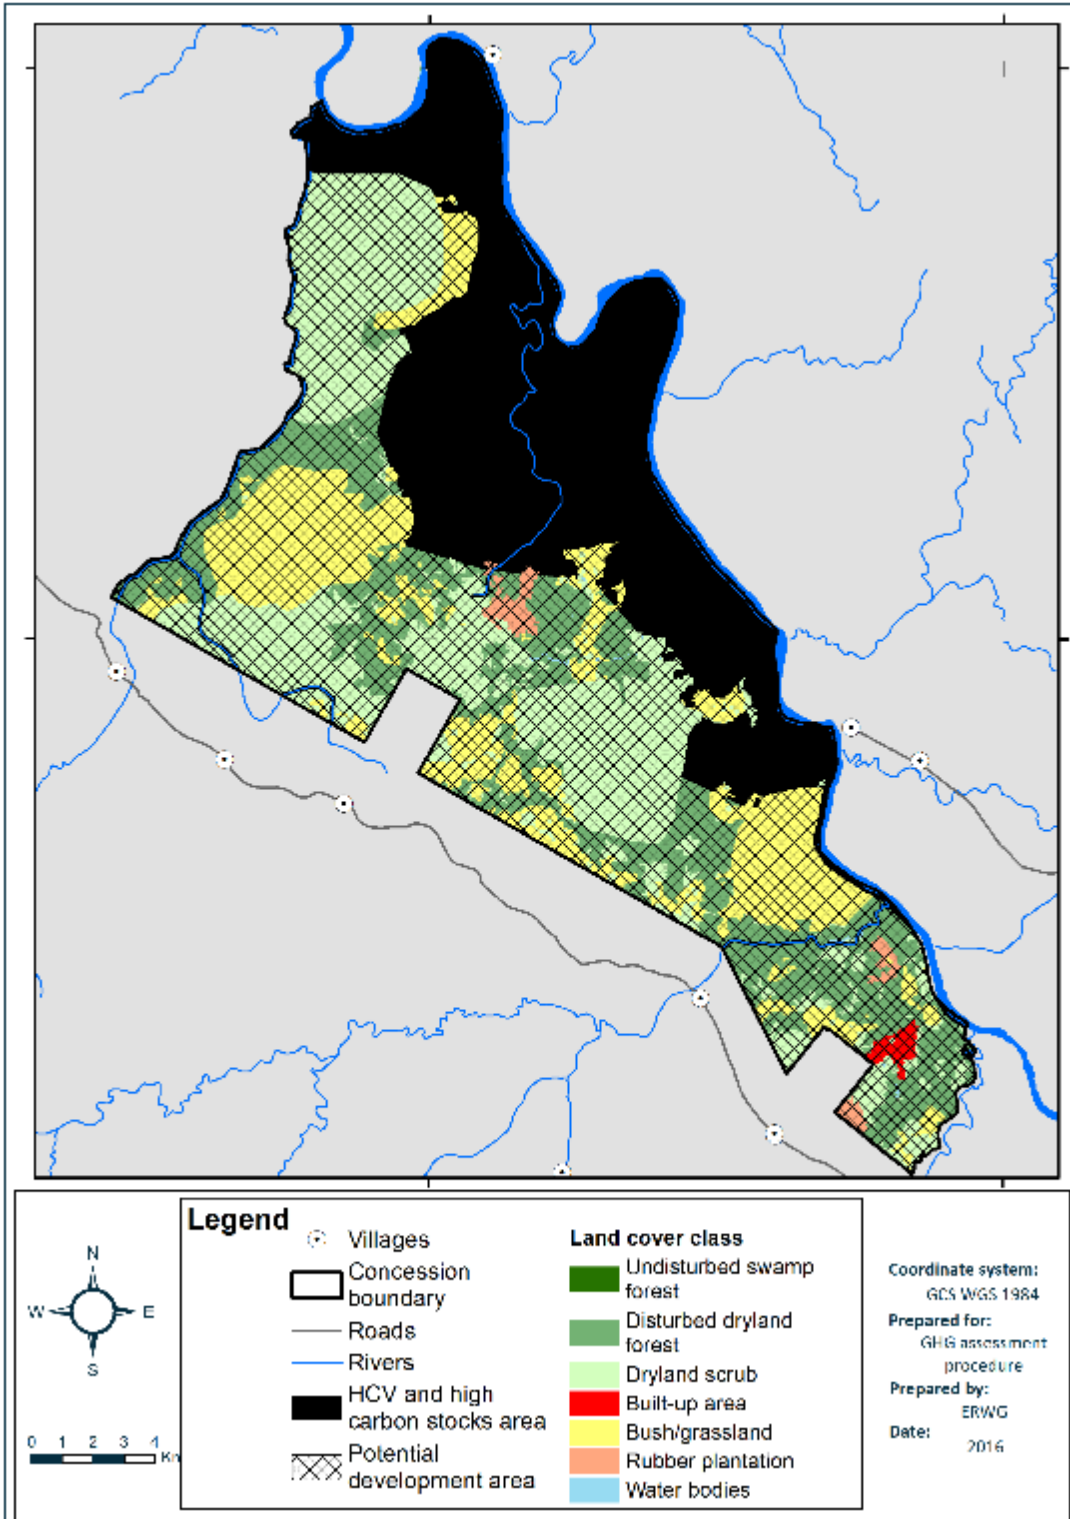 Legend
Villages
Concession
boundary
Roads
Rivers
HCV and high
carbon stocks area
Potential
development area
Land cover class
Undisturbed swamp
forest
Disturbed dryland
forest
Dryland scrub
Built-up area
Bush/grassland
Rubber plantation
Water bodies
N
W E
S
0 1 2 3 4
Km
Coordinate system:
GCS WGS 1984
Prepared for:
GHG assessment
procedure
Prepared by:
ERWG
Date:
2016